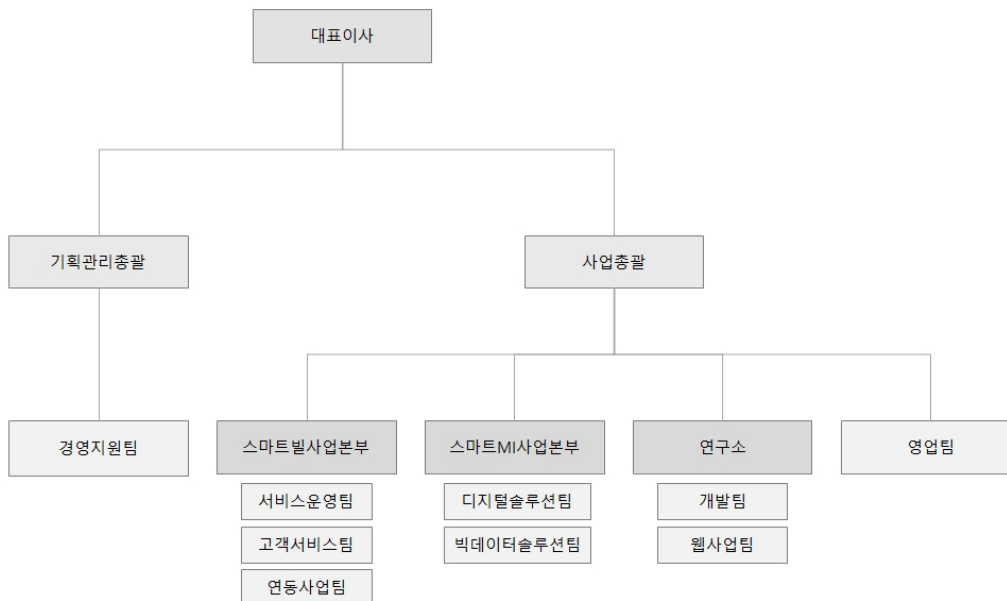 대표이사
기획관리총괄
사업총괄
경영지원팀
스마트빌사업본부
스마트MI사업본부
연구소
영업팀
서비스운영팀
디지털솔루션팀
개발팀
고객서비스팀
빅데이터솔루션팀
웹사업팀
연동사업팀